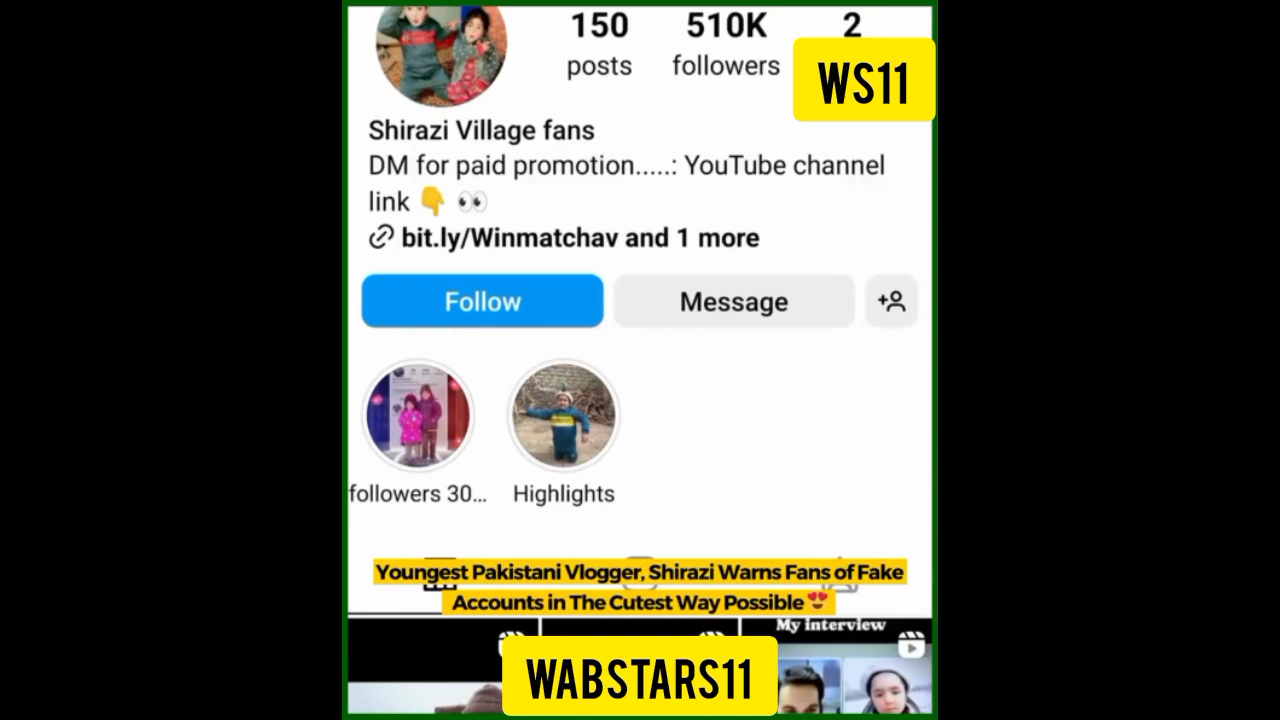 150 510K 2
posts followers
WS11
Shirazi Village fans
DM for paid promotion.....: YouTube channel
link 👇 👀
bit.ly/Winmatchav and 1 more
Follow Message
followers 30... Highlights
Youngest Pakistani Vlogger, Shirazi Warns Fans of Fake
Accounts in The Cutest Way Possible 😍
My interview
WABSTARS11